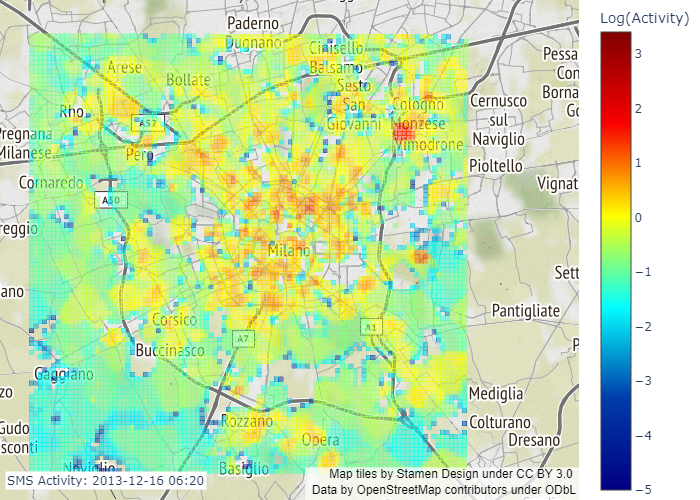 Log(Activity)
Paderno
Dugnano
Cinisello
Balsamo
Arese
Bollate
Sesto
San
Giovanni
Cologno
Monzese
Vimodrone
Cernusco
sul
Naviglio
Pessa
Con
Borna
Go
Rho
A57
Pregnana
Milanese
Pero
Pioltello
Cornaredo
A50
Vignat
reggio
Milano
Sett
ano
Pantigliate
Corsico
A7
A1
Buccinasco
P
Gaggiano
zo
Mediglia
Gudo
sconti
Rozzano
Colturano
Opera
Dresano
Noviglio
Basiglio
SMS Activity: 2013-12-16 06:20
Map tiles by Stamen Design under CC BY 3.0
Data by OpenStreetMap contributors under ODbL
3
2
1
0
−1
−2
−3
−4
−5